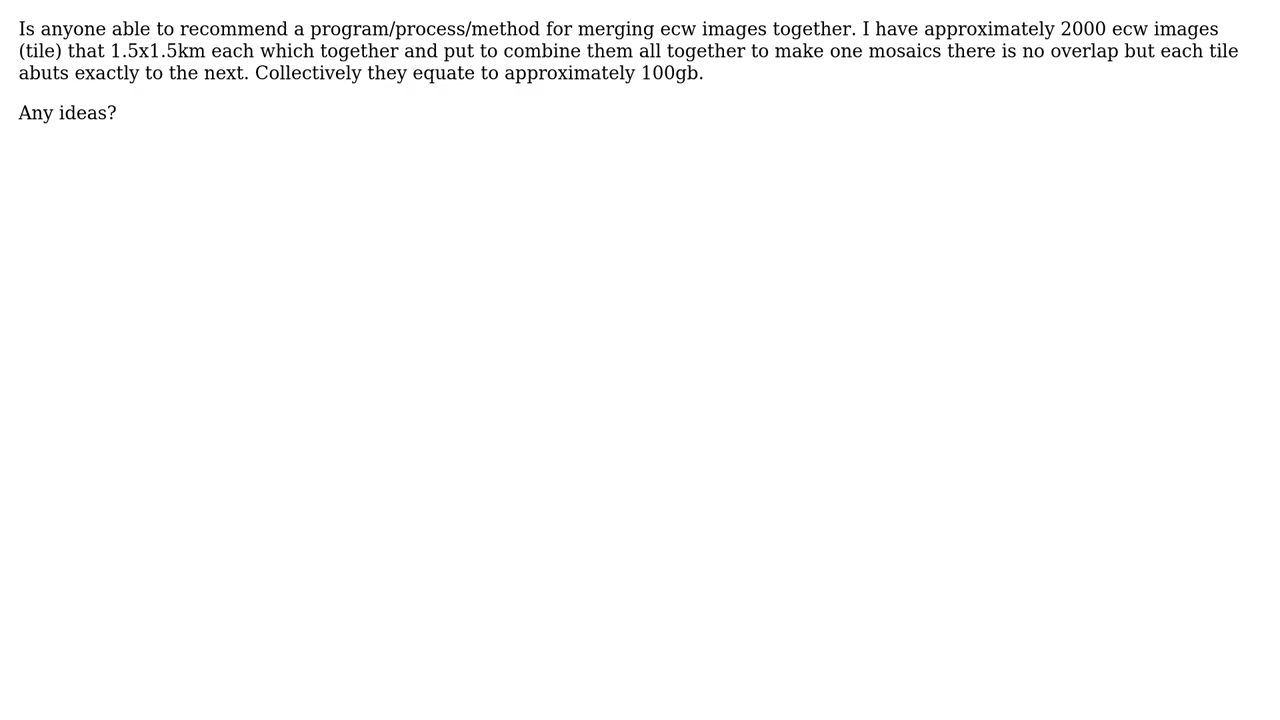 Is anyone able to recommend a program/process/method for merging ecw images together. I have approximately 2000 ecw images
(tile) that 1.5x1.5km each which together and put to combine them all together to make one mosaics there is no overlap but each tile
abuts exactly to the next. Collectively they equate to approximately 100gb.
Any ideas?